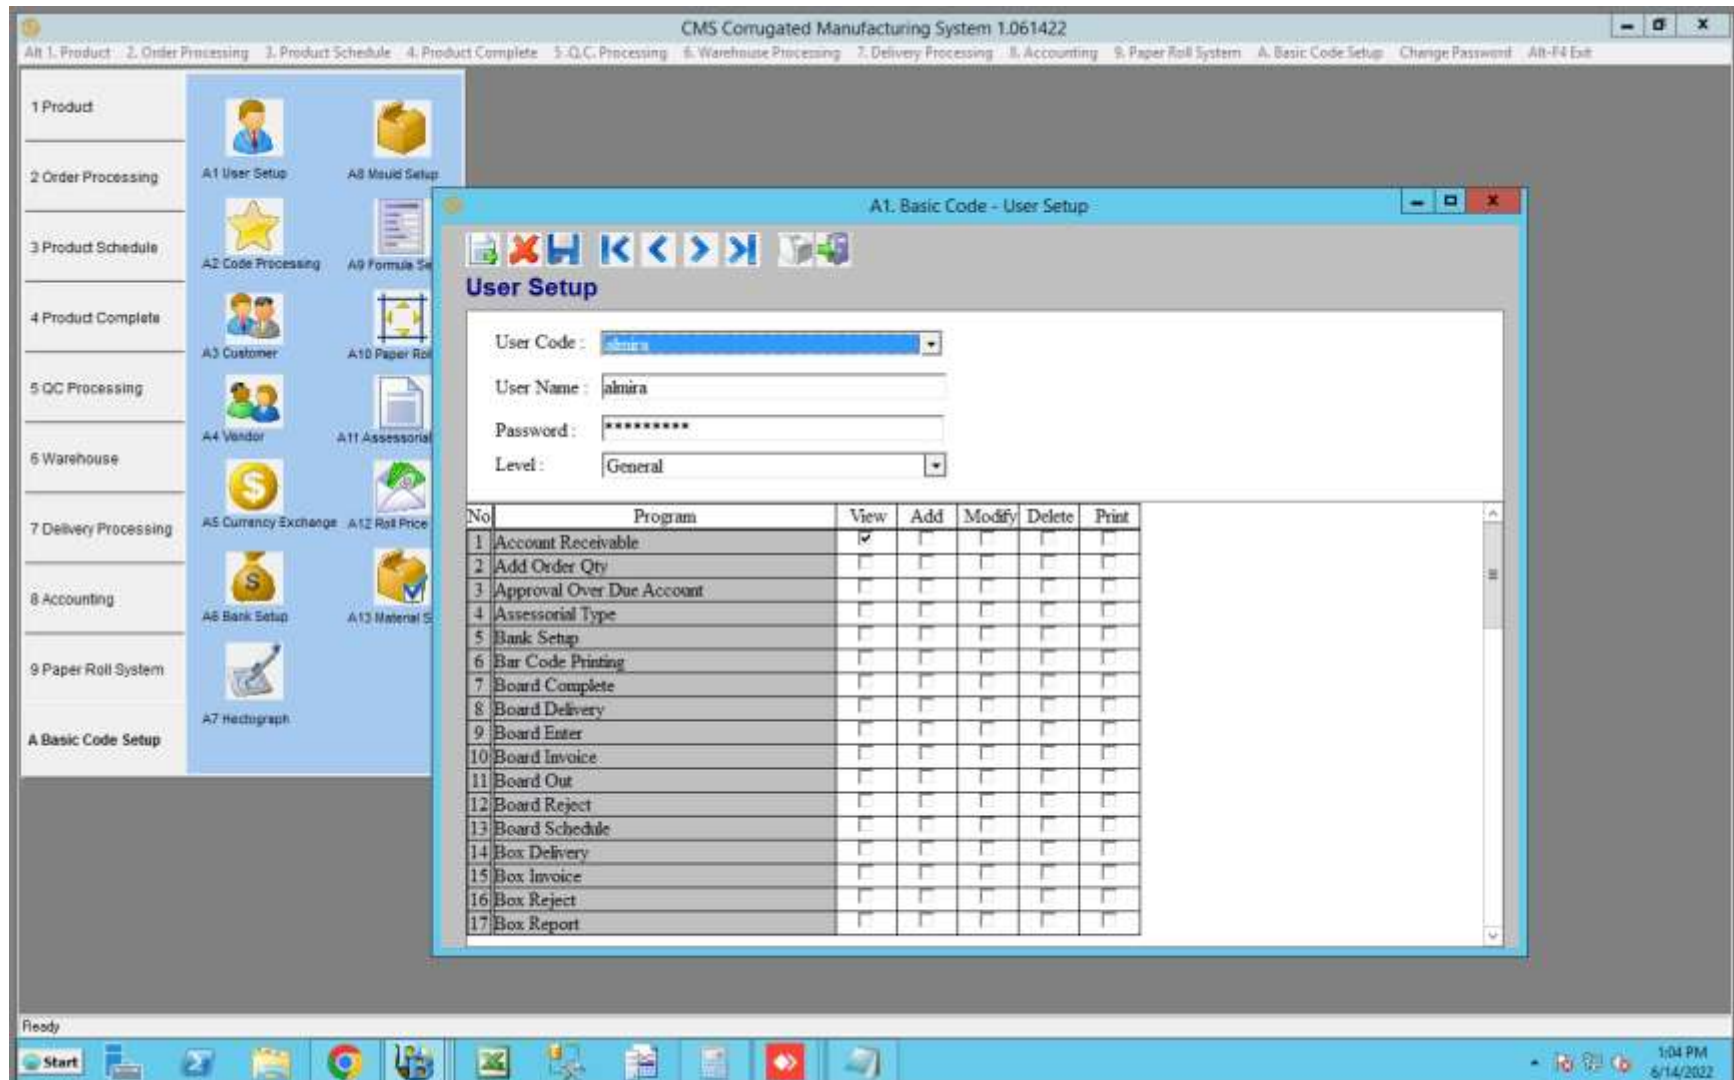 CMS Corrugated Manufacturing System 1.061422
Alt 1. Product 2. Order Processing 3. Product Schedule 4. Product Complete 5 .Q.C. Processing 6. Warehouse Processing 7. Delivery Processing 8. Accounting 9. Paper Roll System A. Basic Code Setup Change Password Alt-F4 Exit
1 Product
2 Order Processing
3 Product Schedule
4 Product Complete
5 QC Processing
6 Warehouse
7 Delivery Processing
8 Accounting
9 Paper Roll System
A Basic Code Setup
A1 User Setup A8 Mould Setup
A2 Code Processing A9 Formula Se
A3 Customer A10 Paper Rol
A4 Vendor A11 Assessorial
A5 Currency Exchange A12 Roll Price
A6 Bank Setup A13 Material S
A7 Hectograph
A1. Basic Code - User Setup
User Setup
User Code : almira
User Name : almira
Password : *********
Level : General
No Program View Add Modify Delete Print
1 Account Receivable
2 Add Order Qty
3 Approval Over Due Account
4 Assessorial Type
5 Bank Setup
6 Bar Code Printing
7 Board Complete
8 Board Delivery
9 Board Enter
10 Board Invoice
11 Board Out
12 Board Reject
13 Board Schedule
14 Box Delivery
15 Box Invoice
16 Box Reject
17 Box Report
Ready
Start
1:04 PM
6/14/2022